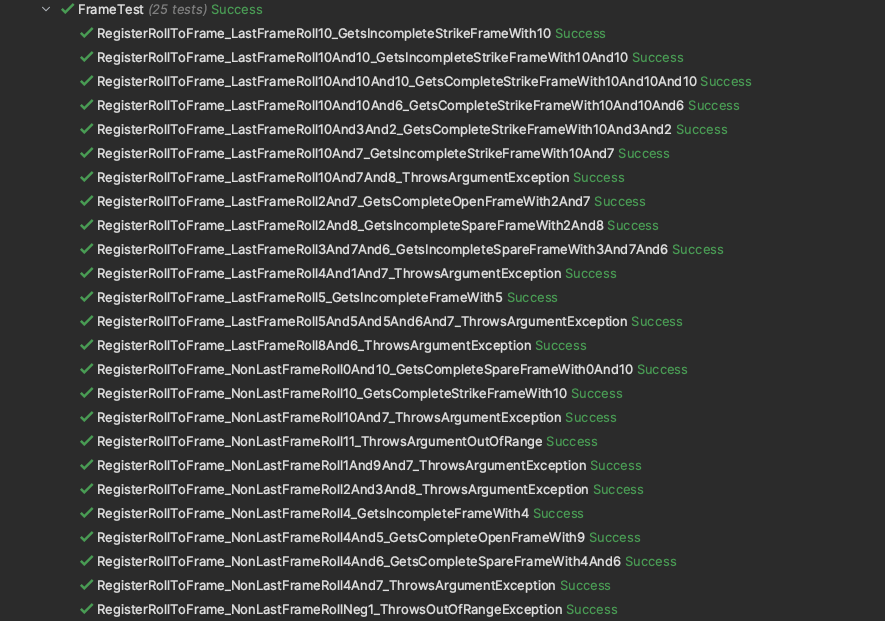 FrameTest (25 tests) Success
RegisterRollToFrame_LastFrameRoll10_GetsIncompleteStrikeFrameWith10 Success
RegisterRollToFrame_LastFrameRoll10And10_GetsIncompleteStrikeFrameWith10And10 Success
RegisterRollToFrame_LastFrameRoll10And10And10_GetsCompleteStrikeFrameWith10And10And10 Success
RegisterRollToFrame_LastFrameRoll10And10And6_GetsCompleteStrikeFrameWith10And10And6 Success
RegisterRollToFrame_LastFrameRoll10And3And2_GetsCompleteStrikeFrameWith10And3And2 Success
RegisterRollToFrame_LastFrameRoll10And7_GetsIncompleteStrikeFrameWith10And7 Success
RegisterRollToFrame_LastFrameRoll10And7And8_ThrowsArgumentException Success
RegisterRollToFrame_LastFrameRoll2And7_GetsCompleteOpenFrameWith2And7 Success
RegisterRollToFrame_LastFrameRoll2And8_GetsIncompleteSpareFrameWith2And8 Success
RegisterRollToFrame_LastFrameRoll3And7And6_GetsIncompleteSpareFrameWith3And7And6 Success
RegisterRollToFrame_LastFrameRoll4And1And7_ThrowsArgumentException Success
RegisterRollToFrame_LastFrameRoll5_GetsIncompleteFrameWith5 Success
RegisterRollToFrame_LastFrameRoll5And5And5And6And7_ThrowsArgumentException Success
RegisterRollToFrame_LastFrameRoll8And6_ThrowsArgumentException Success
RegisterRollToFrame_NonLastFrameRoll0And10_GetsCompleteSpareFrameWith0And10 Success
RegisterRollToFrame_NonLastFrameRoll10_GetsCompleteStrikeFrameWith10 Success
RegisterRollToFrame_NonLastFrameRoll10And7_ThrowsArgumentException Success
RegisterRollToFrame_NonLastFrameRoll11_ThrowsArgumentOutOfRange Success
RegisterRollToFrame_NonLastFrameRoll1And9And7_ThrowsArgumentException Success
RegisterRollToFrame_NonLastFrameRoll2And3And8_ThrowsArgumentException Success
RegisterRollToFrame_NonLastFrameRoll4_GetsIncompleteFrameWith4 Success
RegisterRollToFrame_NonLastFrameRoll4And5_GetsCompleteOpenFrameWith9 Success
RegisterRollToFrame_NonLastFrameRoll4And6_GetsCompleteSpareFrameWith4And6 Success
RegisterRollToFrame_NonLastFrameRoll4And7_ThrowsArgumentException Success
RegisterRollToFrame_NonLastFrameRollNeg1_ThrowsOutOfRangeException Success